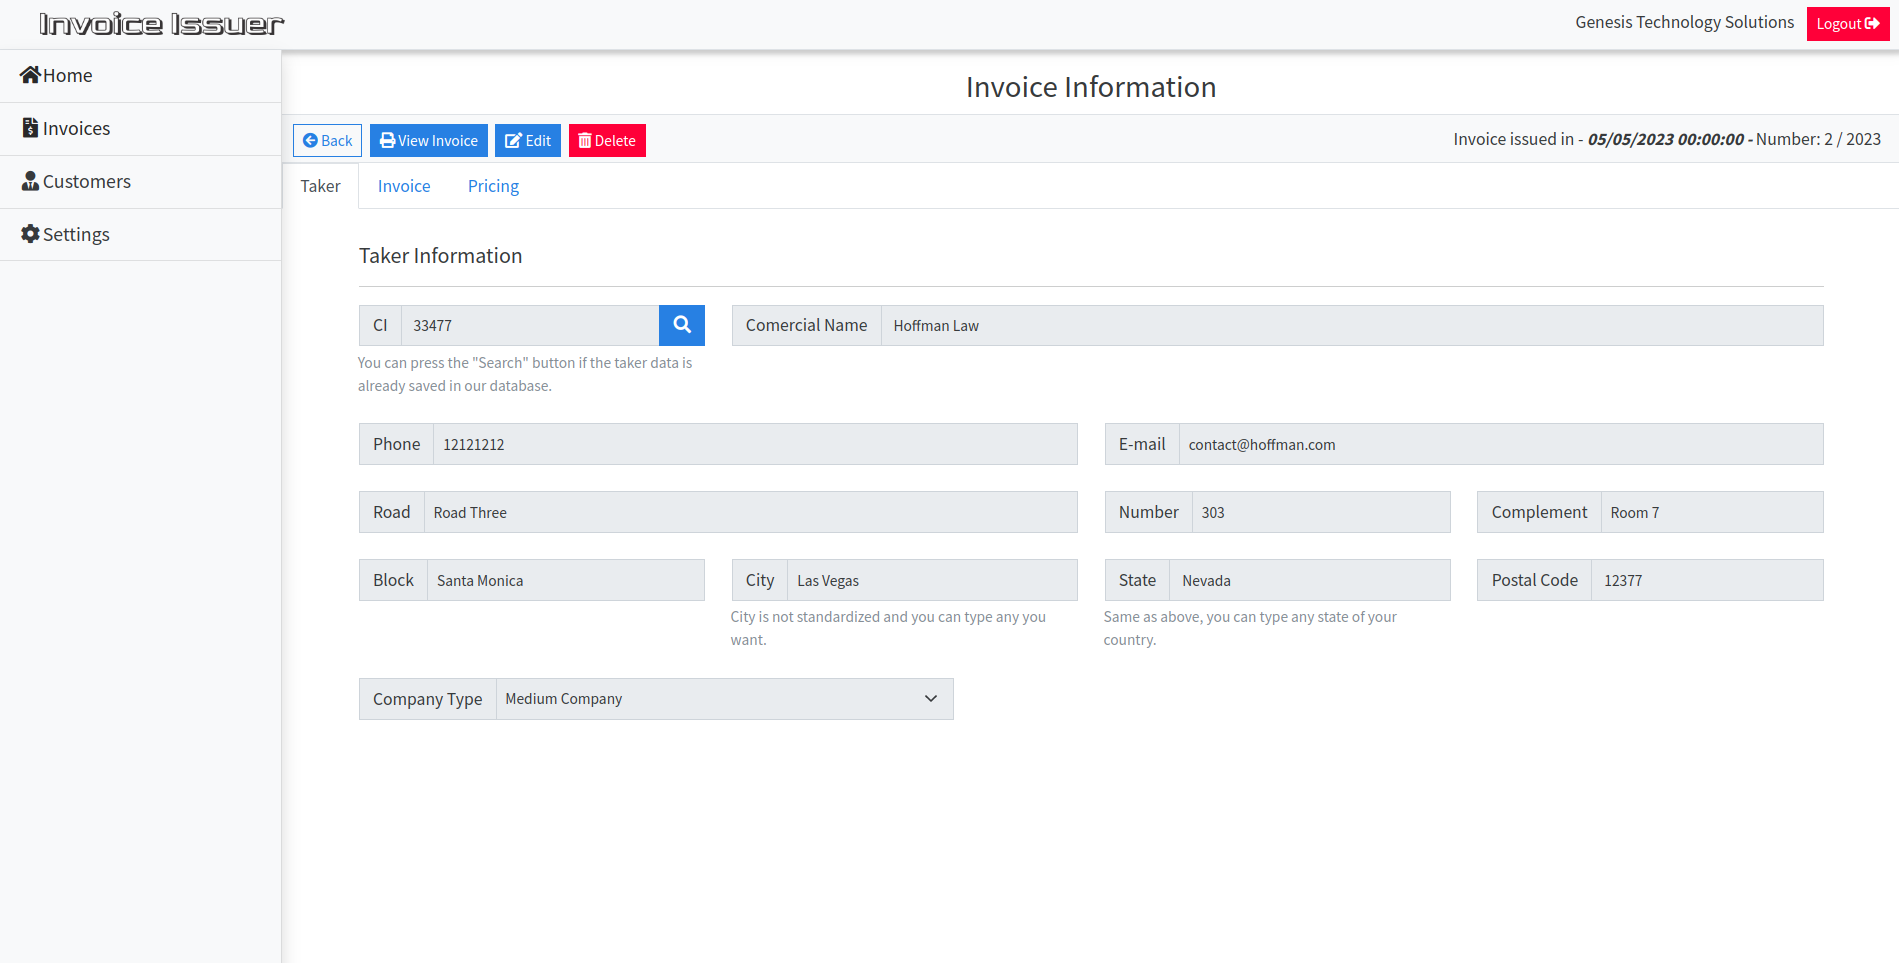 Invoice Issuer
Genesis Technology Solutions
Logout
Home
Invoices
Customers
Settings
Invoice Information
Back
View Invoice
Edit
Delete
Invoice issued in - 05/05/2023 00:00:00 - Number: 2 / 2023
Taker
Invoice
Pricing
Taker Information
CI 33477
Comercial Name Hoffman Law
You can press the "Search" button if the taker data is
already saved in our database.
Phone 12121212
E-mail contact@hoffman.com
Road Road Three
Number 303
Complement Room 7
Block Santa Monica
City Las Vegas
State Nevada
Postal Code 12377
City is not standardized and you can type any you
want.
Same as above, you can type any state of your
country.
Company Type Medium Company